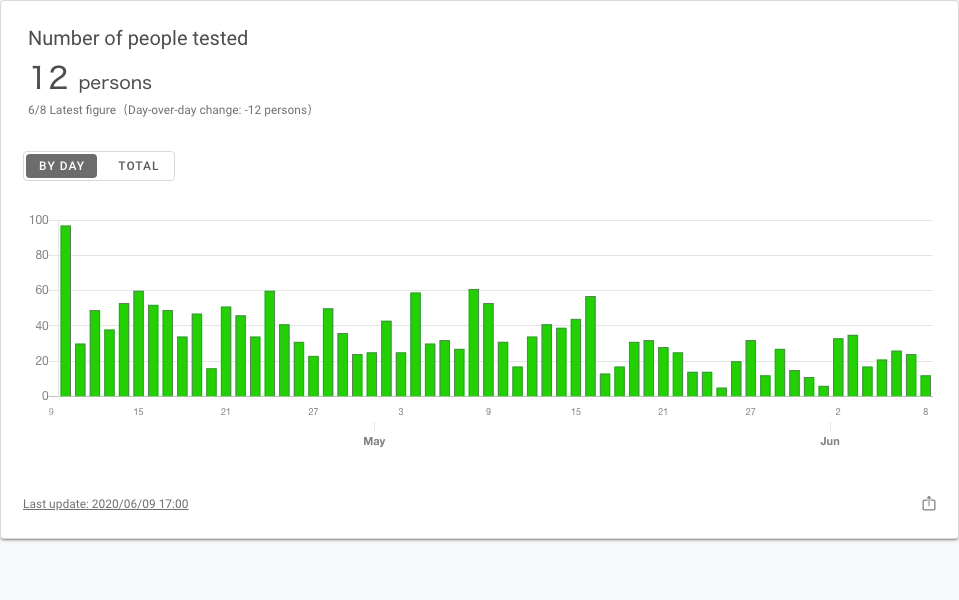 Number of people tested
12 persons
6/8 Latest figure（Day-over-day change: -12 persons）
BY DAY TOTAL
100
80
60
40
20
0
9 15 21 27 3 9 15 21 27 2 8
May Jun
Last update: 2020/06/09 17:00